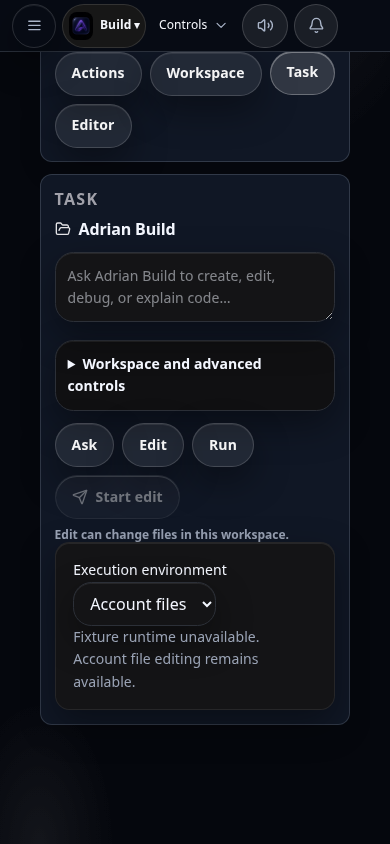 Build ▾ Controls
Actions Workspace Task
Editor
TASK
Adrian Build
Ask Adrian Build to create, edit,
debug, or explain code...
▶ Workspace and advanced
controls
Ask Edit Run
Start edit
Edit can change files in this workspace.
Execution environment
Account files
Fixture runtime unavailable.
Account file editing remains
available.